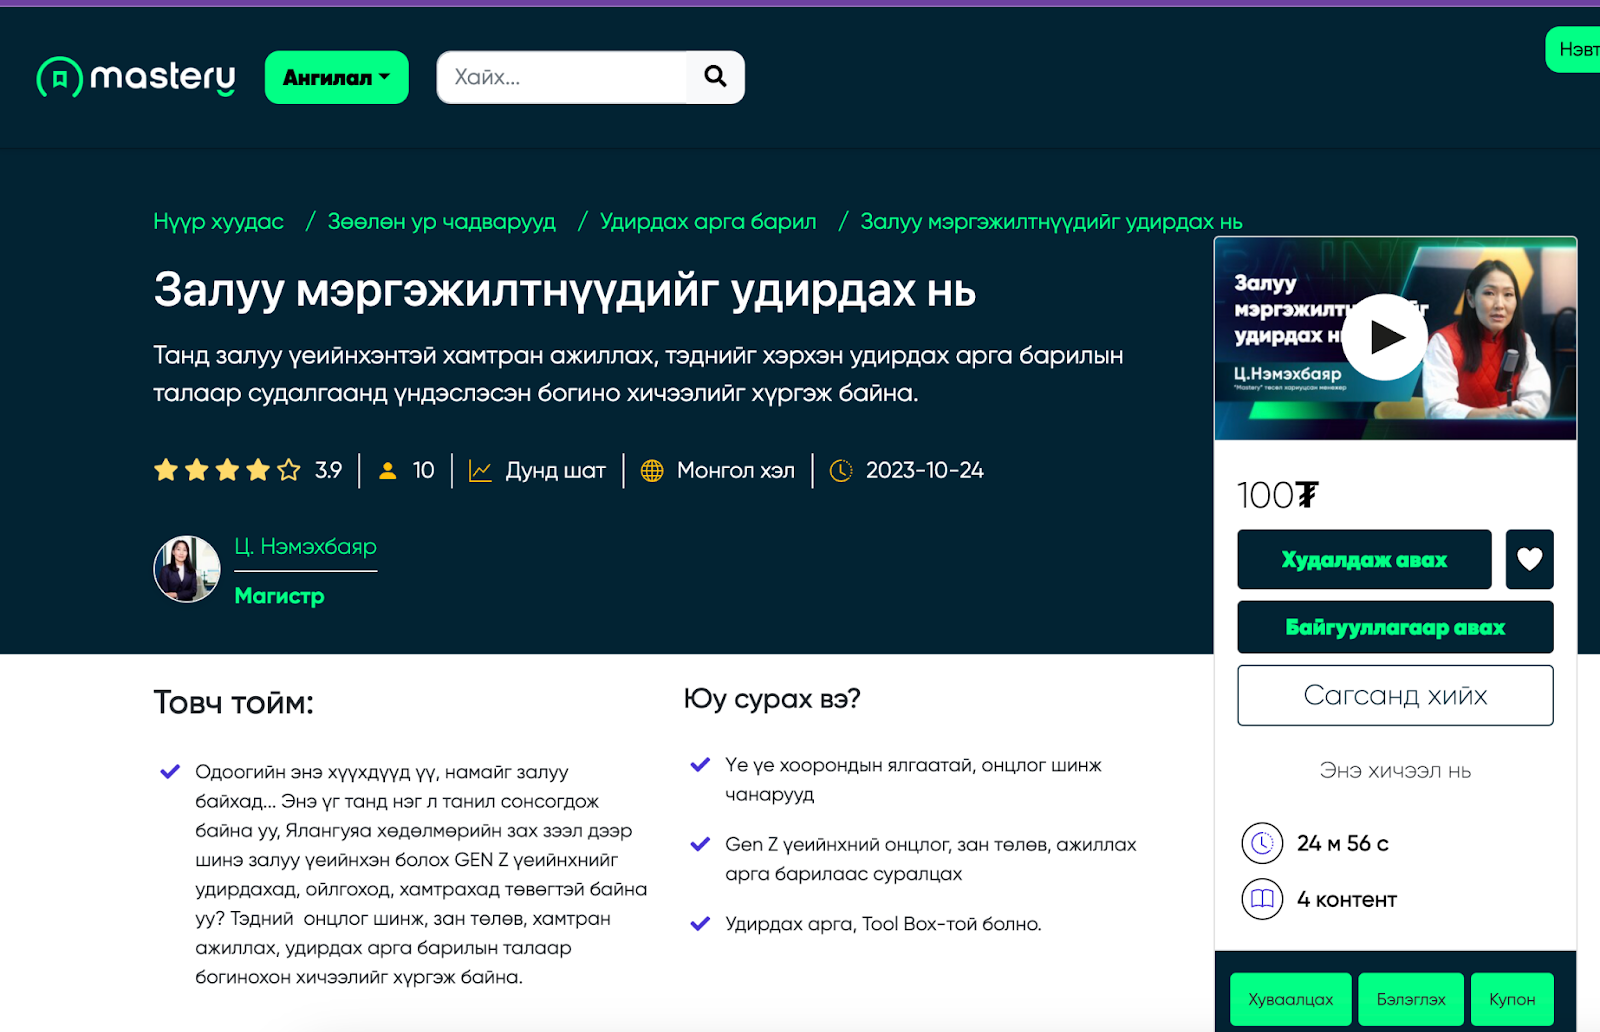 mastery
Ангилал
Хайх...
Нэвт
Нүүр хуудас / Зөөлөн ур чадварууд / Удирдах арга барил / Залуу мэргэжилтнүүдийг удирдах нь
Залуу мэргэжилтнүүдийг удирдах нь
Танд залуу үеийнхэнтэй хамтран ажиллах, тэднийг хэрхэн удирдах арга барилын
талаар судалгаанд үндэслэсэн богино хичээлийг хүргэж байна.
3.9 10 Дунд шат Монгол хэл 2023-10-24
Ц. Нэмэхбаяр
Магистр
Залуу
удирдах
Ц.Нэмэхбаяр
"Mastery" төсөл хариуцсан менежер
100₮
Худалдаж авах
Байгууллагаар авах
Сагсанд хийх
Энэ хичээл нь
24 м 56 с
4 контент
Хуваалцах
Бэлэглэх
Купон
Товч тойм:
Одоогийн энэ хүүхдүүд үү, намайг залуу
байхад... Энэ үг танд нэг л танил сонсогдож
байна уу, Ялангуяа хөдөлмөрийн зах зээл дээр
шинэ залуу үеийнхэн болох GEN Z үеийнхнийг
удирдахад, ойлгоход, хамтрахад төвөгтэй байна
уу? Тэдний онцлог шинж, зан төлөв, хамтран
ажиллах, удирдах арга барилын талаар
богинохон хичээлийг хүргэж байна.
Юу сурах вэ?
Үе үе хоорондын ялгаатай, онцлог шинж
чанарууд
Gen Z үеийнхний онцлог, зан төлөв, ажиллах
арга барилаас суралцах
Удирдах арга, Tool Box-той болно.